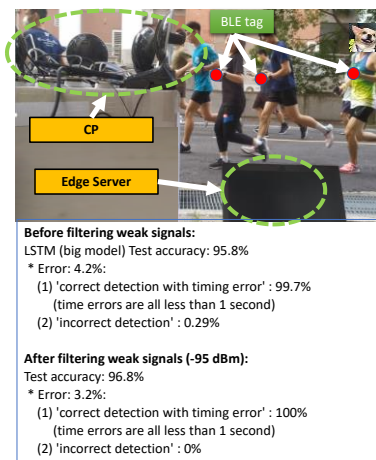 BLE tag
CP
Edge Server
Before filtering weak signals:
LSTM (big model) Test accuracy: 95.8%
* Error: 4.2%:
(1) 'correct detection with timing error' : 99.7%
(time errors are all less than 1 second)
(2) 'incorrect detection' : 0.29%
After filtering weak signals (-95 dBm):
Test accuracy: 96.8%
* Error: 3.2%:
(1) 'correct detection with timing error' : 100%
(time errors are all less than 1 second)
(2) 'incorrect detection' : 0%